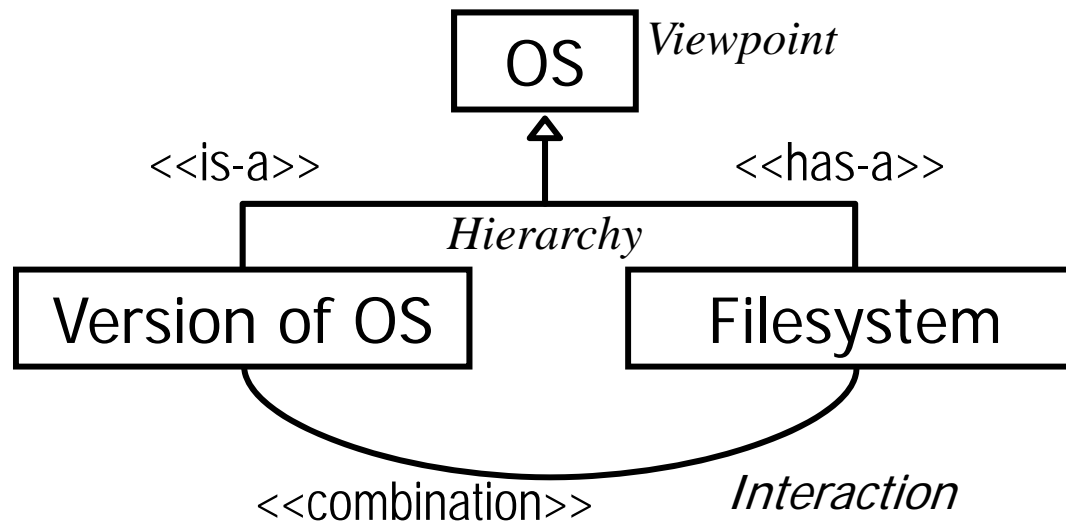 OS
Viewpoint
<<is-a>>
<<has-a>>
Hierarchy
Version of OS
Filesystem
<<combination>>
Interaction